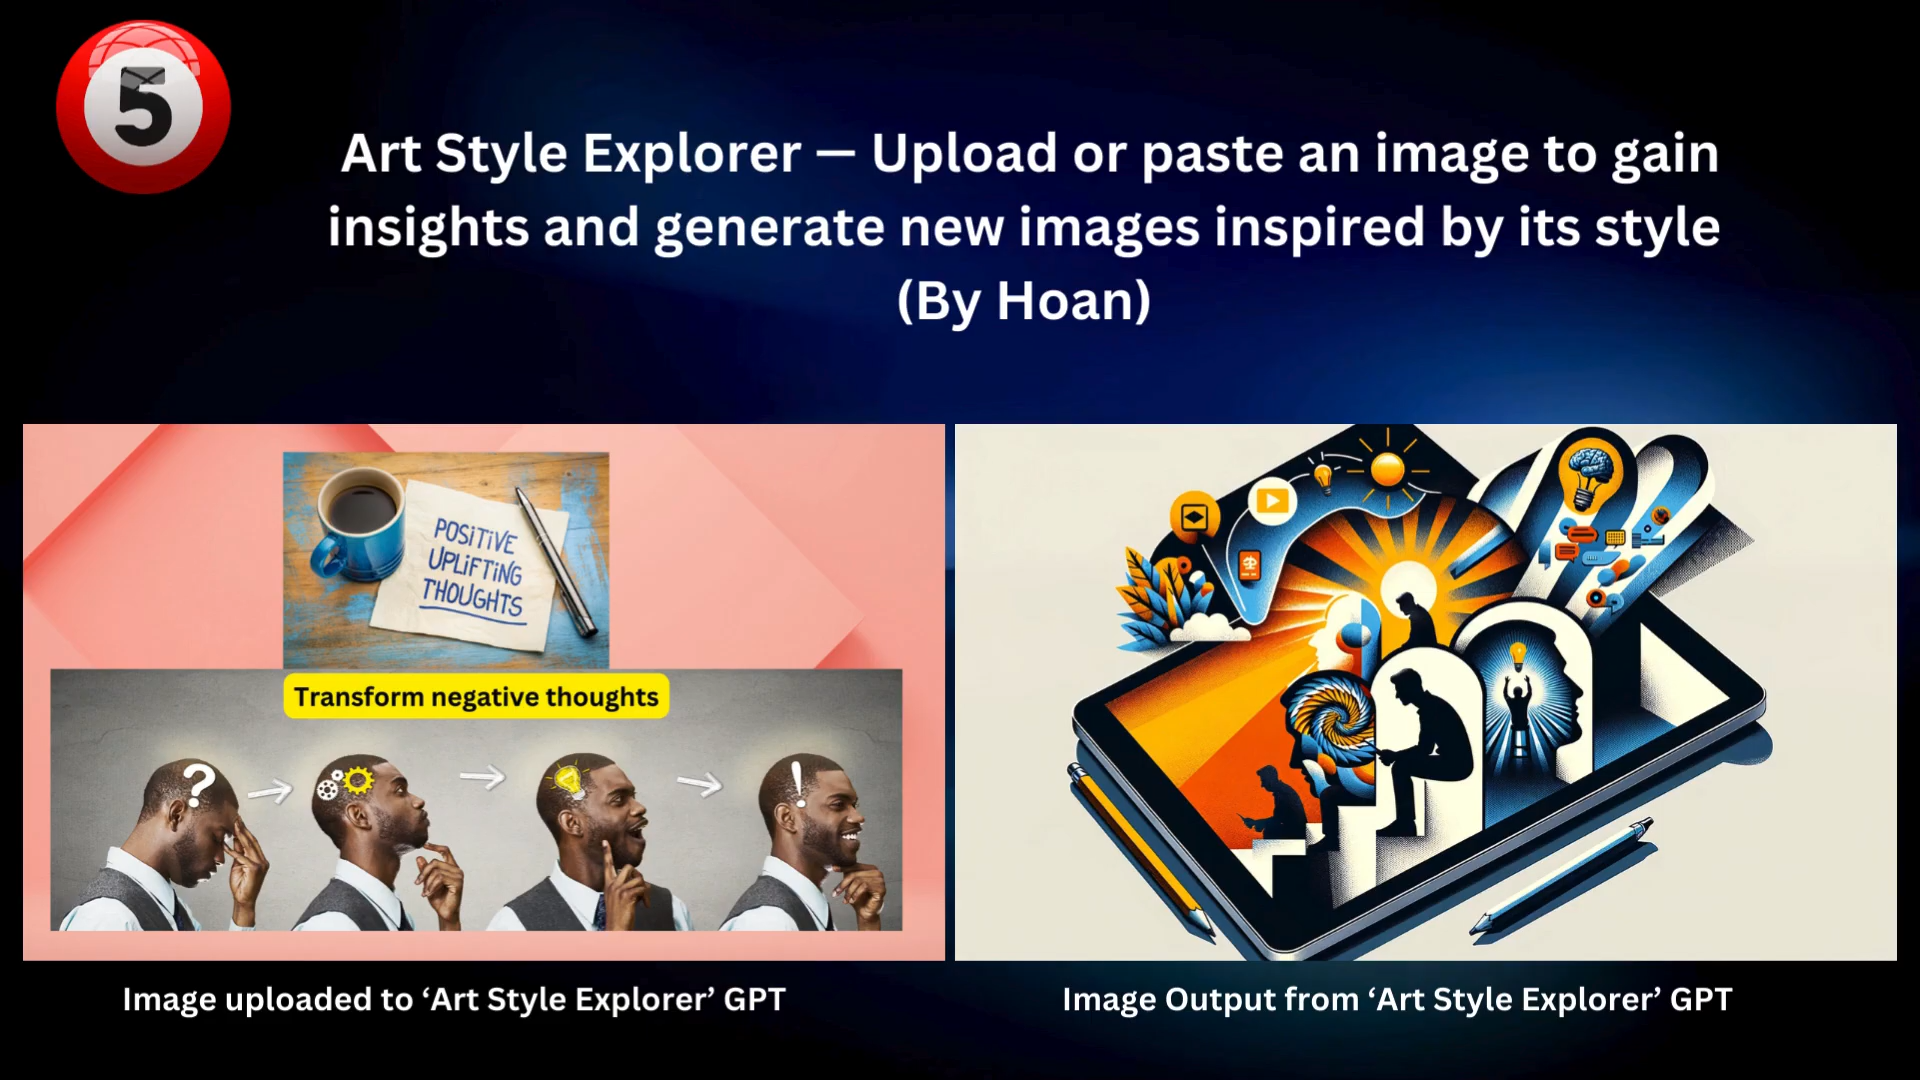 5
Art Style Explorer — Upload or paste an image to gain
insights and generate new images inspired by its style
(By Hoan)
POSITIVE
UPLIFTING
THOUGHTS
Transform negative thoughts
?
!
Image uploaded to ‘Art Style Explorer’ GPT
Image Output from ‘Art Style Explorer’ GPT